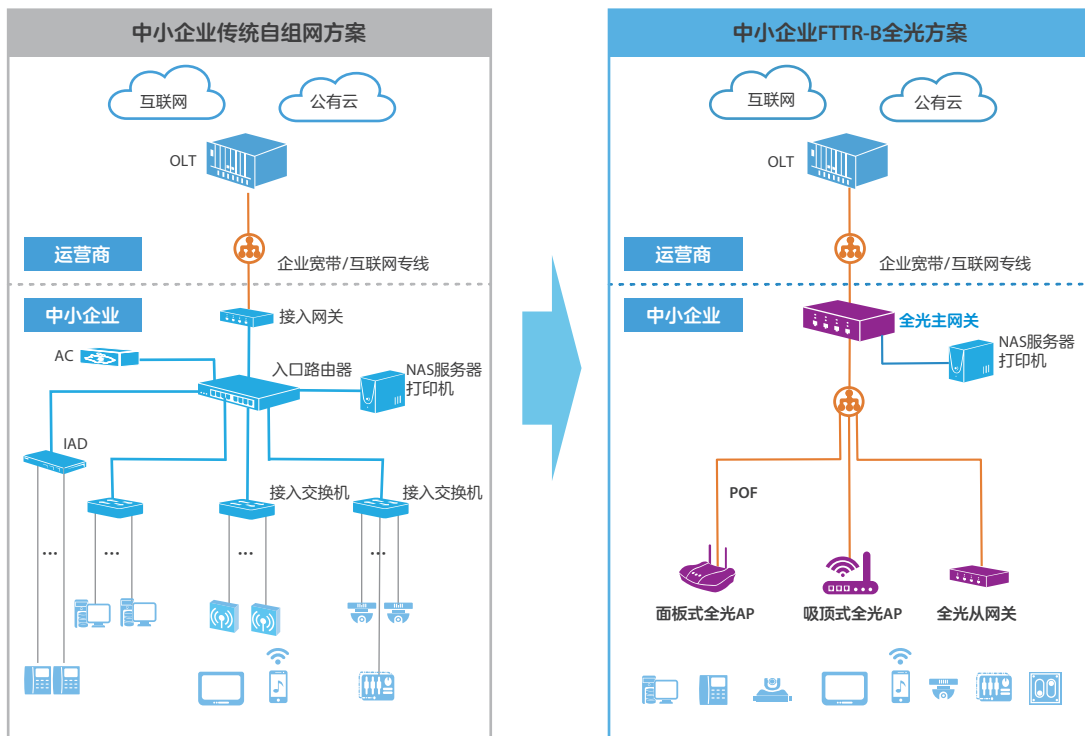 中小企业传统自组网方案
互联网
公有云
OLT
运营商
企业宽带/互联网专线
中小企业
接入网关
AC
入口路由器
NAS服务器
打印机
IAD
接入交换机
接入交换机
...
...
...
...
中小企业FTTR-B全光方案
互联网
公有云
OLT
运营商
企业宽带/互联网专线
中小企业
全光主网关
NAS服务器
打印机
POF
面板式全光AP
吸顶式全光AP
全光从网关